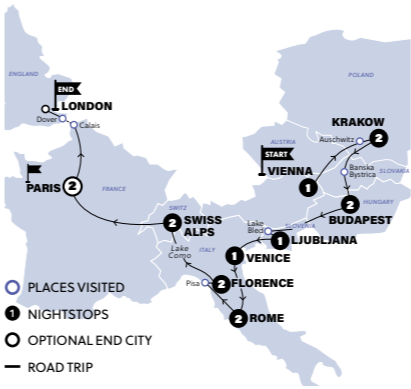 ENGLAND
END
LONDON
Dover
Calais
POLAND
KRAKOW
Auschwitz
2
AUSTRIA
START
VIENNA
1
Banska
Bystrica
SLOVAKIA
PARIS
2
FRANCE
2
HUNGARY
BUDAPEST
SWITZ
2
SWISS
ALPS
Lake
Bled
SLOVENIA
1
LJUBLJANA
Lake
Como
ITALY
1
VENICE
Pisa
2
FLORENCE
2
ROME
PLACES VISITED
1
NIGHTSTOPS
OPTIONAL END CITY
ROAD TRIP